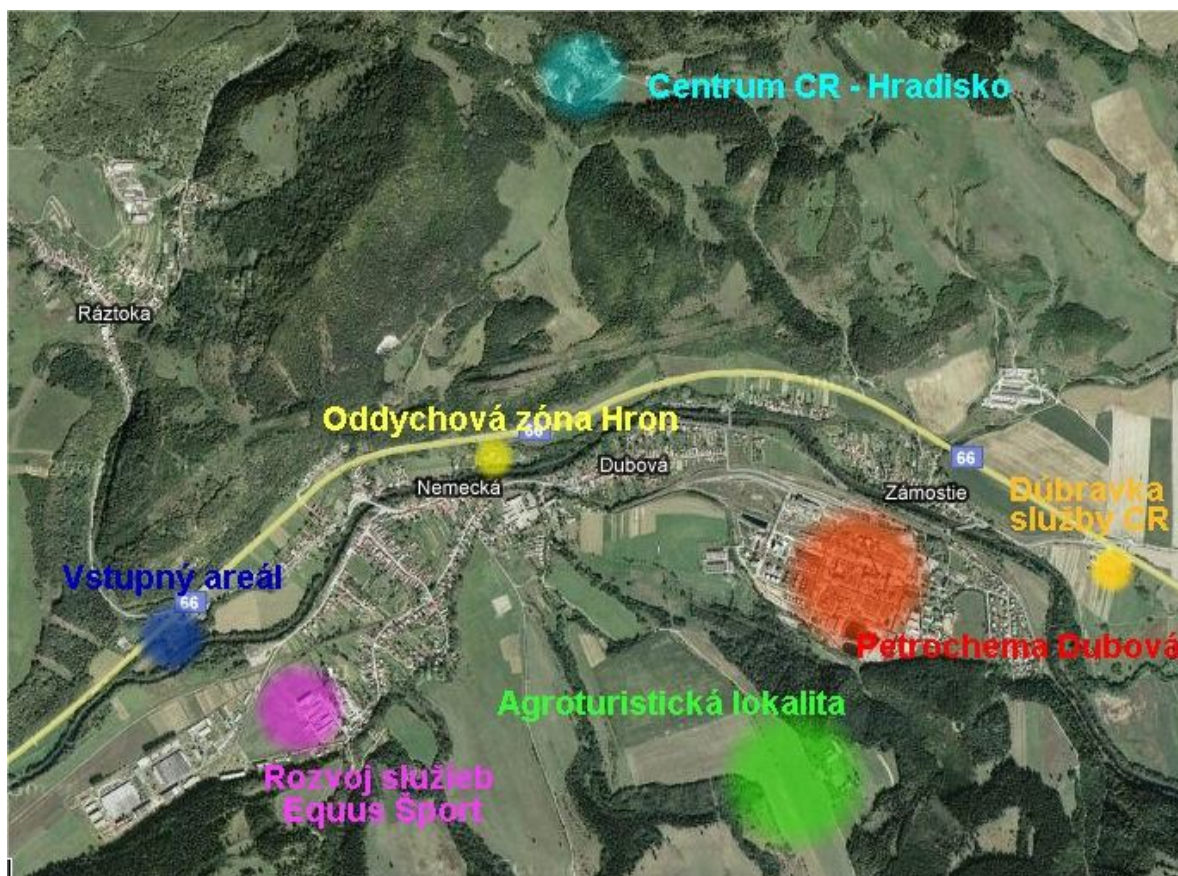 Centrum CR - Hradisko
Ráztoka
Oddychová zóna Hron
66
Dubová
66
Nemecká
Zámostie
Dúbravka
služby CR
Vstupný areál
66
Petrochema Dubová
Agroturistická lokalita
Rozvoj služieb
Equus Šport